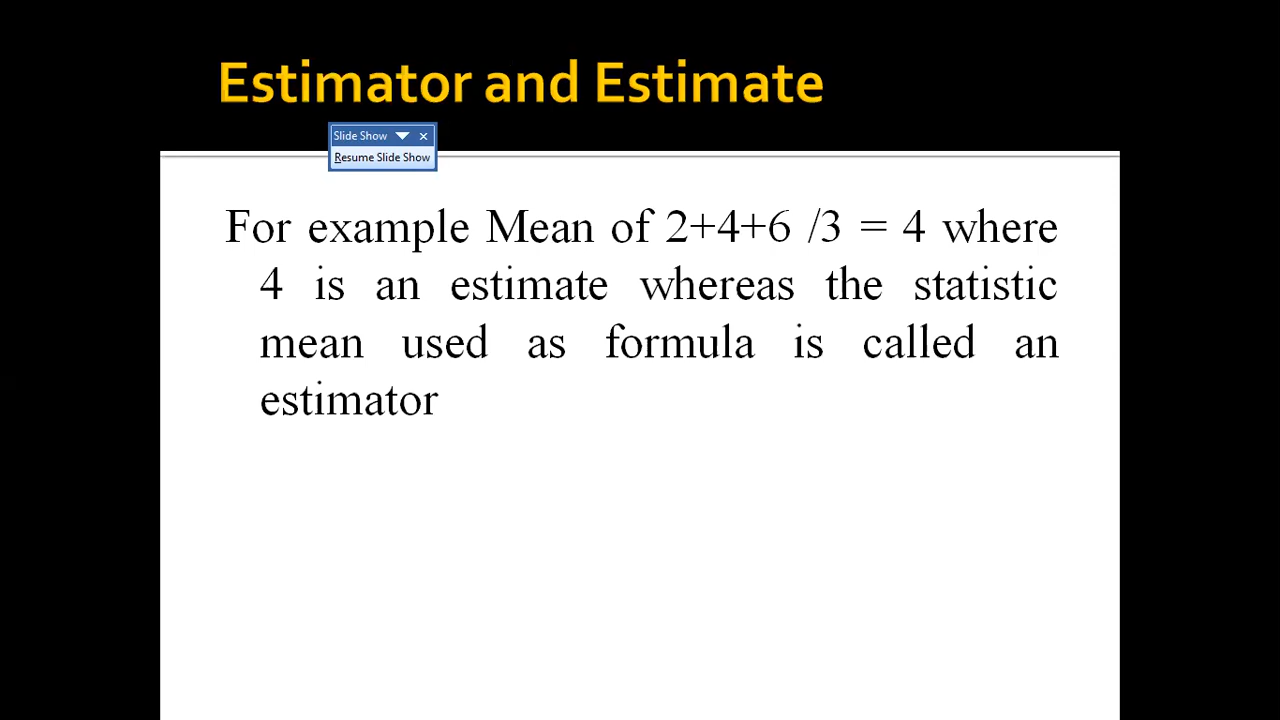 Estimator and Estimate
Slide Show
Resume Slide Show
For example Mean of 2+4+6 /3 = 4 where
4 is an estimate whereas the statistic
mean used as formula is called an
estimator